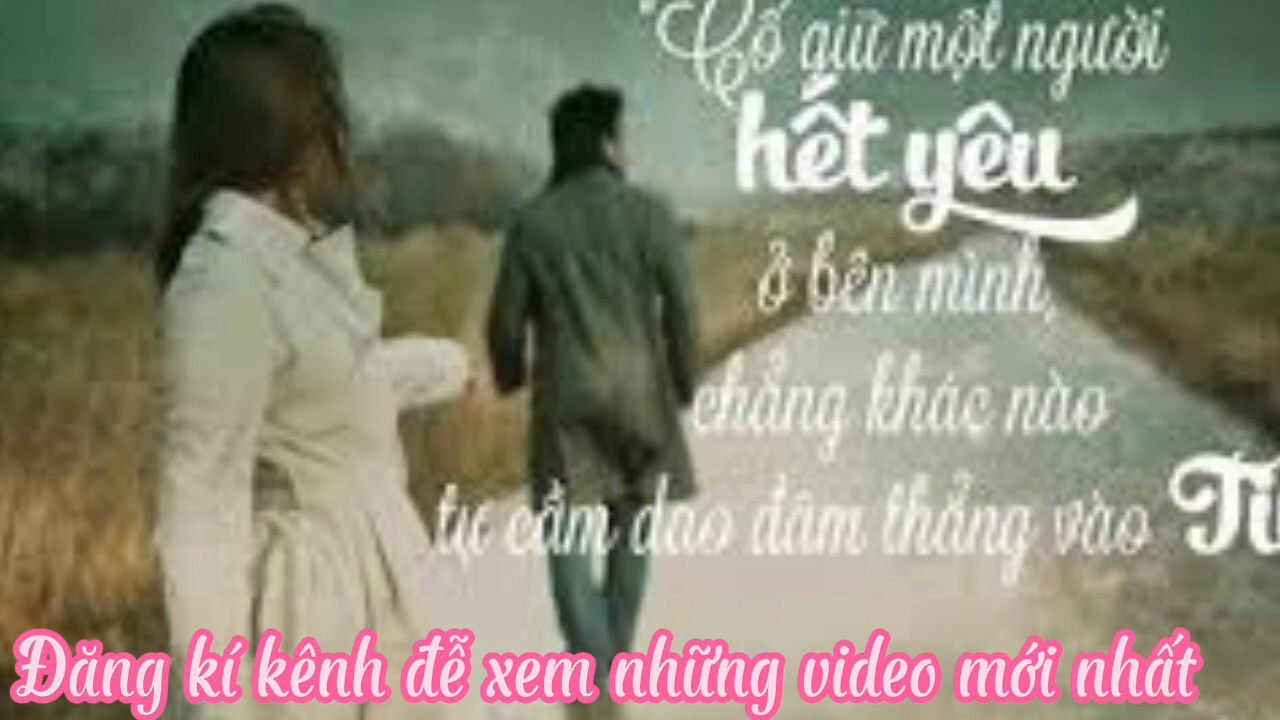 "Cố giữ một người
hết yêu
ở bên mình,
chẳng khác nào
tự cầm dao đâm thẳng vào
Đăng kí kênh đễ xem những video mới nhất